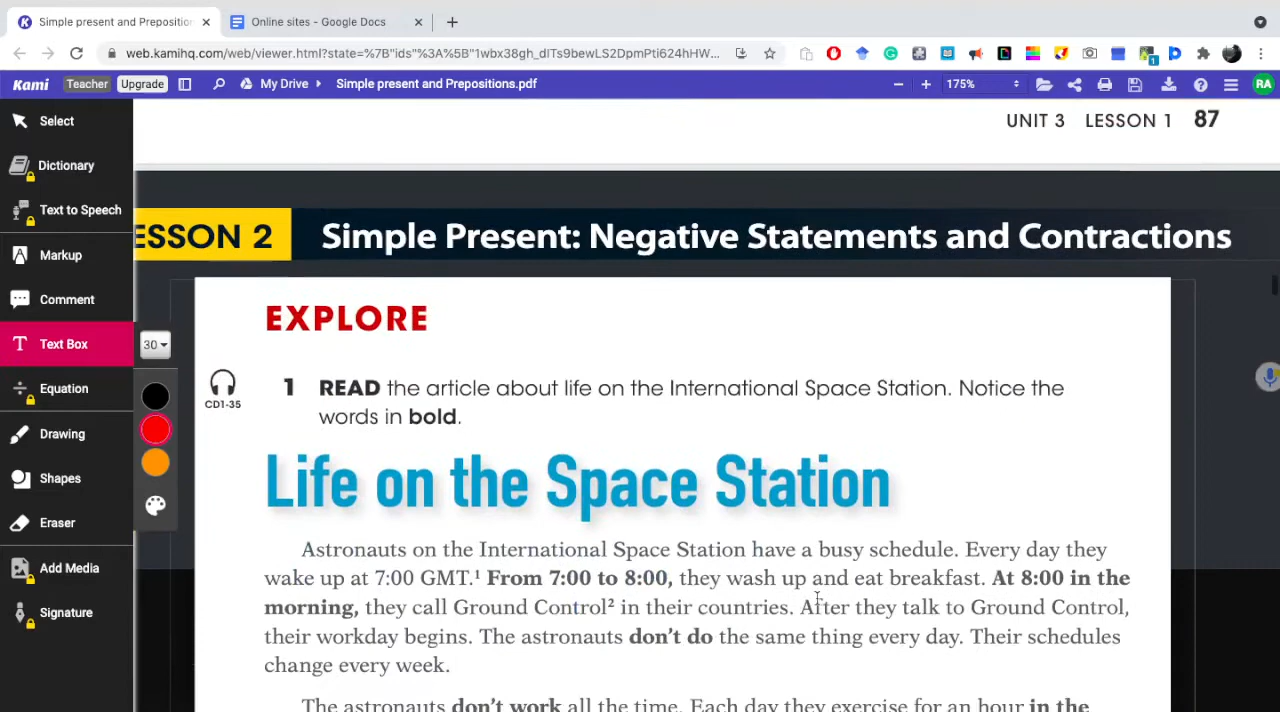 Simple present and Prepositions
Online sites - Google Docs
web.kamihq.com/web/viewer.html?state=%7B"ids"%3A%5B"1wbx38gh_dITs9bewLS2DpmPti624hHW...
Kami Teacher Upgrade My Drive Simple present and Prepositions.pdf 175% RA
UNIT 3 LESSON 1 87
Select
Dictionary
Text to Speech
Markup
Comment
Text Box
30
Equation
Drawing
Shapes
Eraser
Add Media
Signature
ESSON 2 Simple Present: Negative Statements and Contractions
EXPLORE
CD1-35
1 READ the article about life on the International Space Station. Notice the
words in bold.
Life on the Space Station
Astronauts on the International Space Station have a busy schedule. Every day they
wake up at 7:00 GMT.¹ From 7:00 to 8:00, they wash up and eat breakfast. At 8:00 in the
morning, they call Ground Control² in their countries. After they talk to Ground Control,
their workday begins. The astronauts don't do the same thing every day. Their schedules
change every week.
The astronauts don't work all the time. Each day they exercise for an hour in the